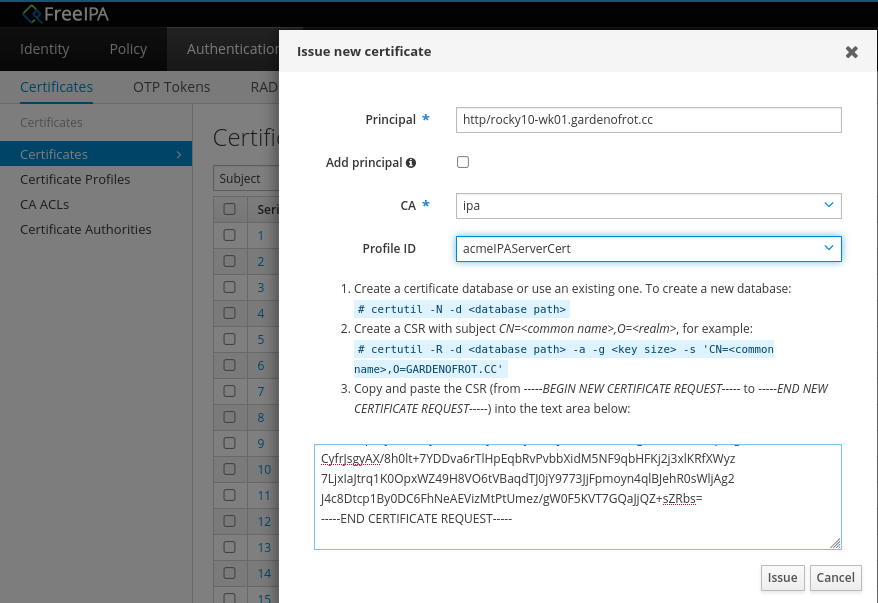 FreeIPA
Identity Policy Authentication
Issue new certificate
Certificates OTP Tokens RAD
Certificates
Certificates
Certificate Profiles
CA ACLs
Certificate Authorities
Certifi
Subject
Seri
1
2
3
4
5
6
7
8
9
10
11
12
13
14
15
Principal *
http/rocky10-wk01.gardenofrot.cc
Add principal
CA *
ipa
Profile ID
acmeIPAServerCert
1. Create a certificate database or use an existing one. To create a new database:
# certutil -N -d <database path>
2. Create a CSR with subject CN=<common name>,O=<realm>, for example:
# certutil -R -d <database path> -a -g <key size> -s 'CN=<common
name>,O=GARDENOFROT.CC'
3. Copy and paste the CSR (from -----BEGIN NEW CERTIFICATE REQUEST----- to -----END NEW
CERTIFICATE REQUEST-----) into the text area below:
CyfrJsgyAX/8h0lt+7YDDva6rTlHpEqbRvPvbbXidM5NF9qbHFKj2j3xlKRfXWyz
7LjxIaJtrq1K0OpxWZ49H8VO6tVBaqdTJ0jY9773JjFpmoyn4qlBJehR0sWljAg2
J4c8Dtcp1By0DC6FhNeAEVizMtPtUmez/gW0F5KVT7GQaJjQZ+sZRbs=
-----END CERTIFICATE REQUEST-----
Issue Cancel